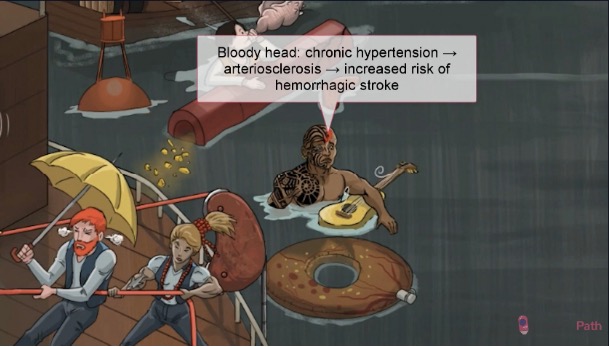 Bloody head: chronic hypertension →
arteriosclerosis → increased risk of
hemorrhagic stroke
Path